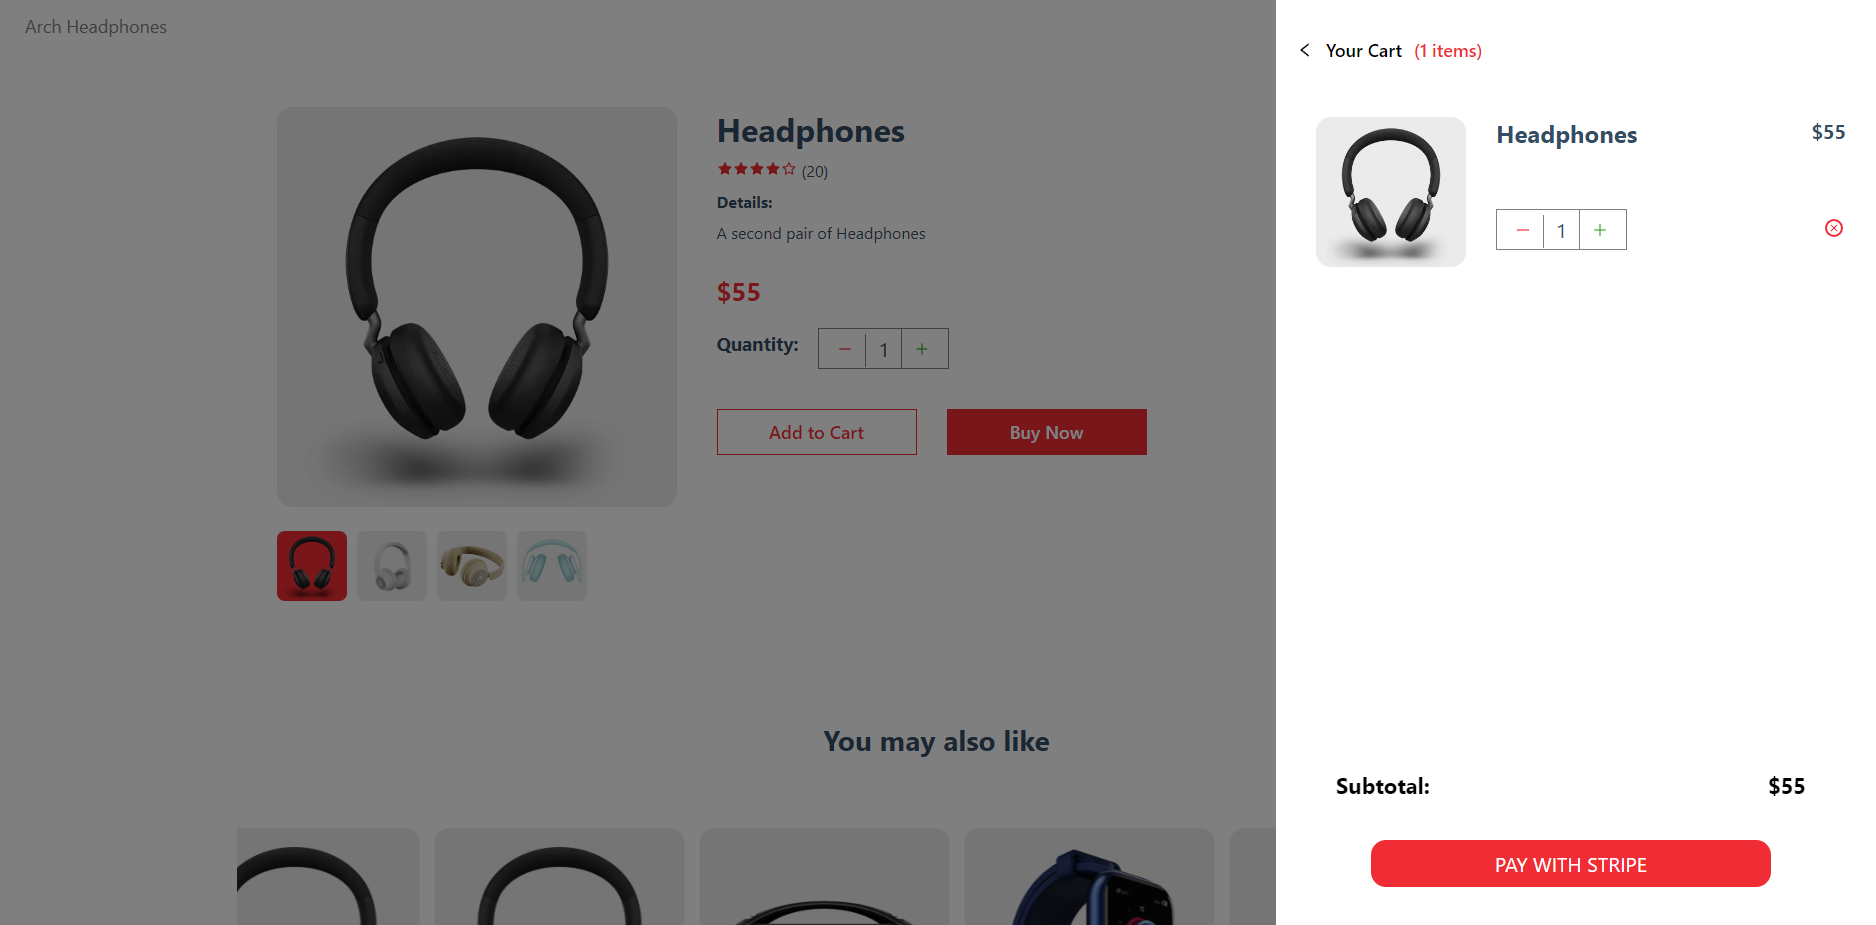 Arch Headphones
Headphones
(20)
Details:
A second pair of Headphones
$55
Quantity:
− 1 +
Add to Cart
Buy Now
You may also like
Your Cart (1 items)
Headphones $55
− 1 +
Subtotal: $55
PAY WITH STRIPE